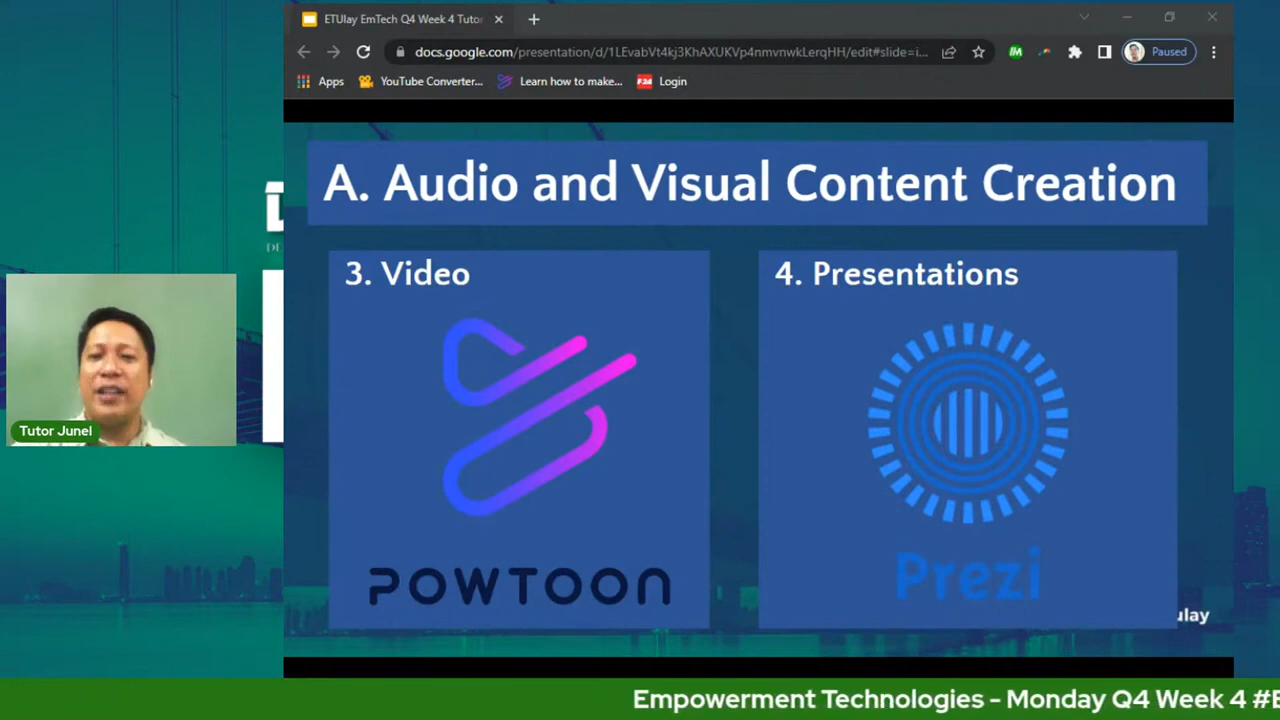 ETUlay EmTech Q4 Week 4 Tutor
docs.google.com/presentation/d/1LEvabVt4kj3KhAXUKVp4nmvnwkLerqHH/edit#slide=i...
Paused
Apps
YouTube Converter...
Learn how to make...
Login
A. Audio and Visual Content Creation
3. Video
4. Presentations
POWTOON
Prezi
ulay
Tutor Junel
Empowerment Technologies - Monday Q4 Week 4 #E